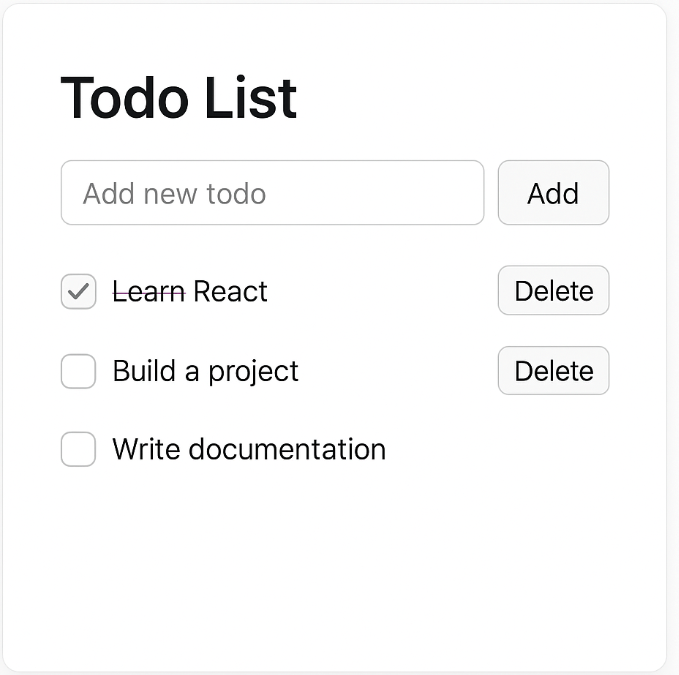 Todo List
Add new todo Add
Learn React Delete
Build a project Delete
Write documentation